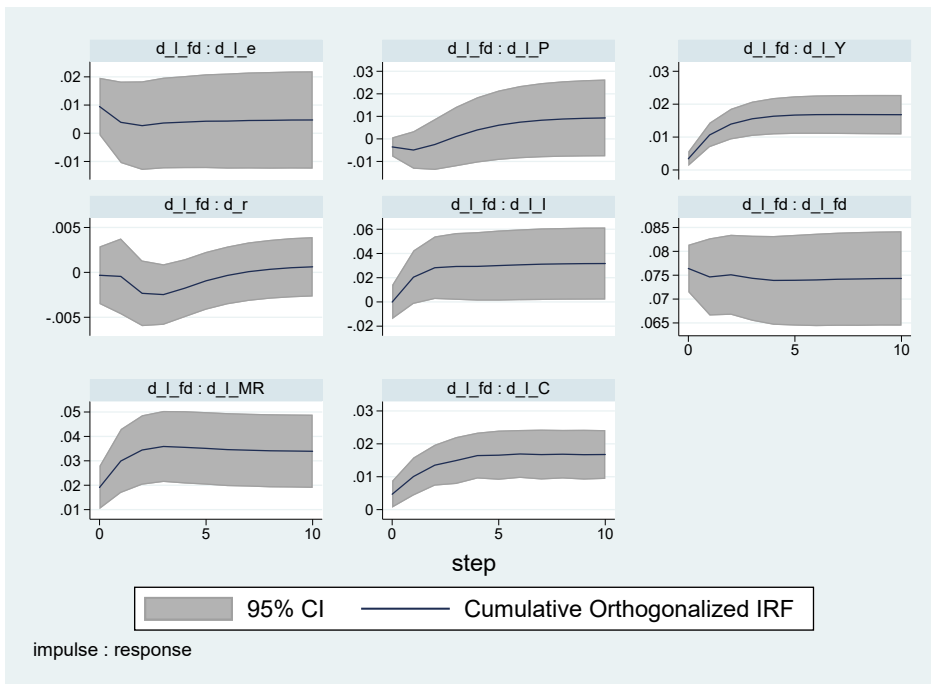 d_l_fd : d_l_e
d_l_fd : d_l_P
d_l_fd : d_l_Y
.02
.01
0
-.01
.03
.02
.01
0
-.01
.03
.02
.01
0
d_l_fd : d_r
d_l_fd : d_l_I
d_l_fd : d_l_fd
.005
0
-.005
.06
.04
.02
0
-.02
.085
.08
.075
.07
.065
0 5 10
d_l_fd : d_l_MR
d_l_fd : d_l_C
.05
.04
.03
.02
.01
0 5 10
.03
.02
.01
0
0 5 10
step
95% CI
Cumulative Orthogonalized IRF
impulse : response